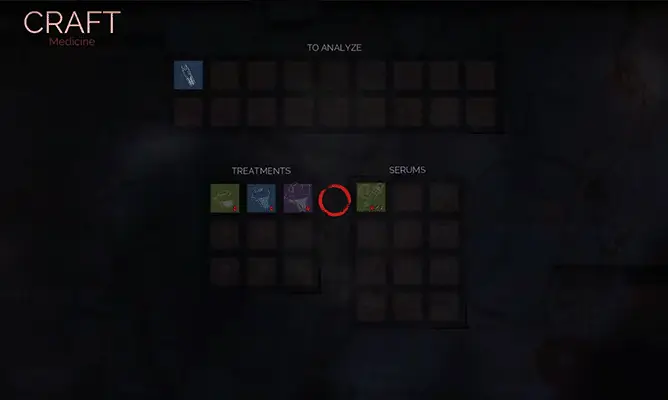 CRAFT
Medicine
TO ANALYZE
TREATMENTS
SERUMS